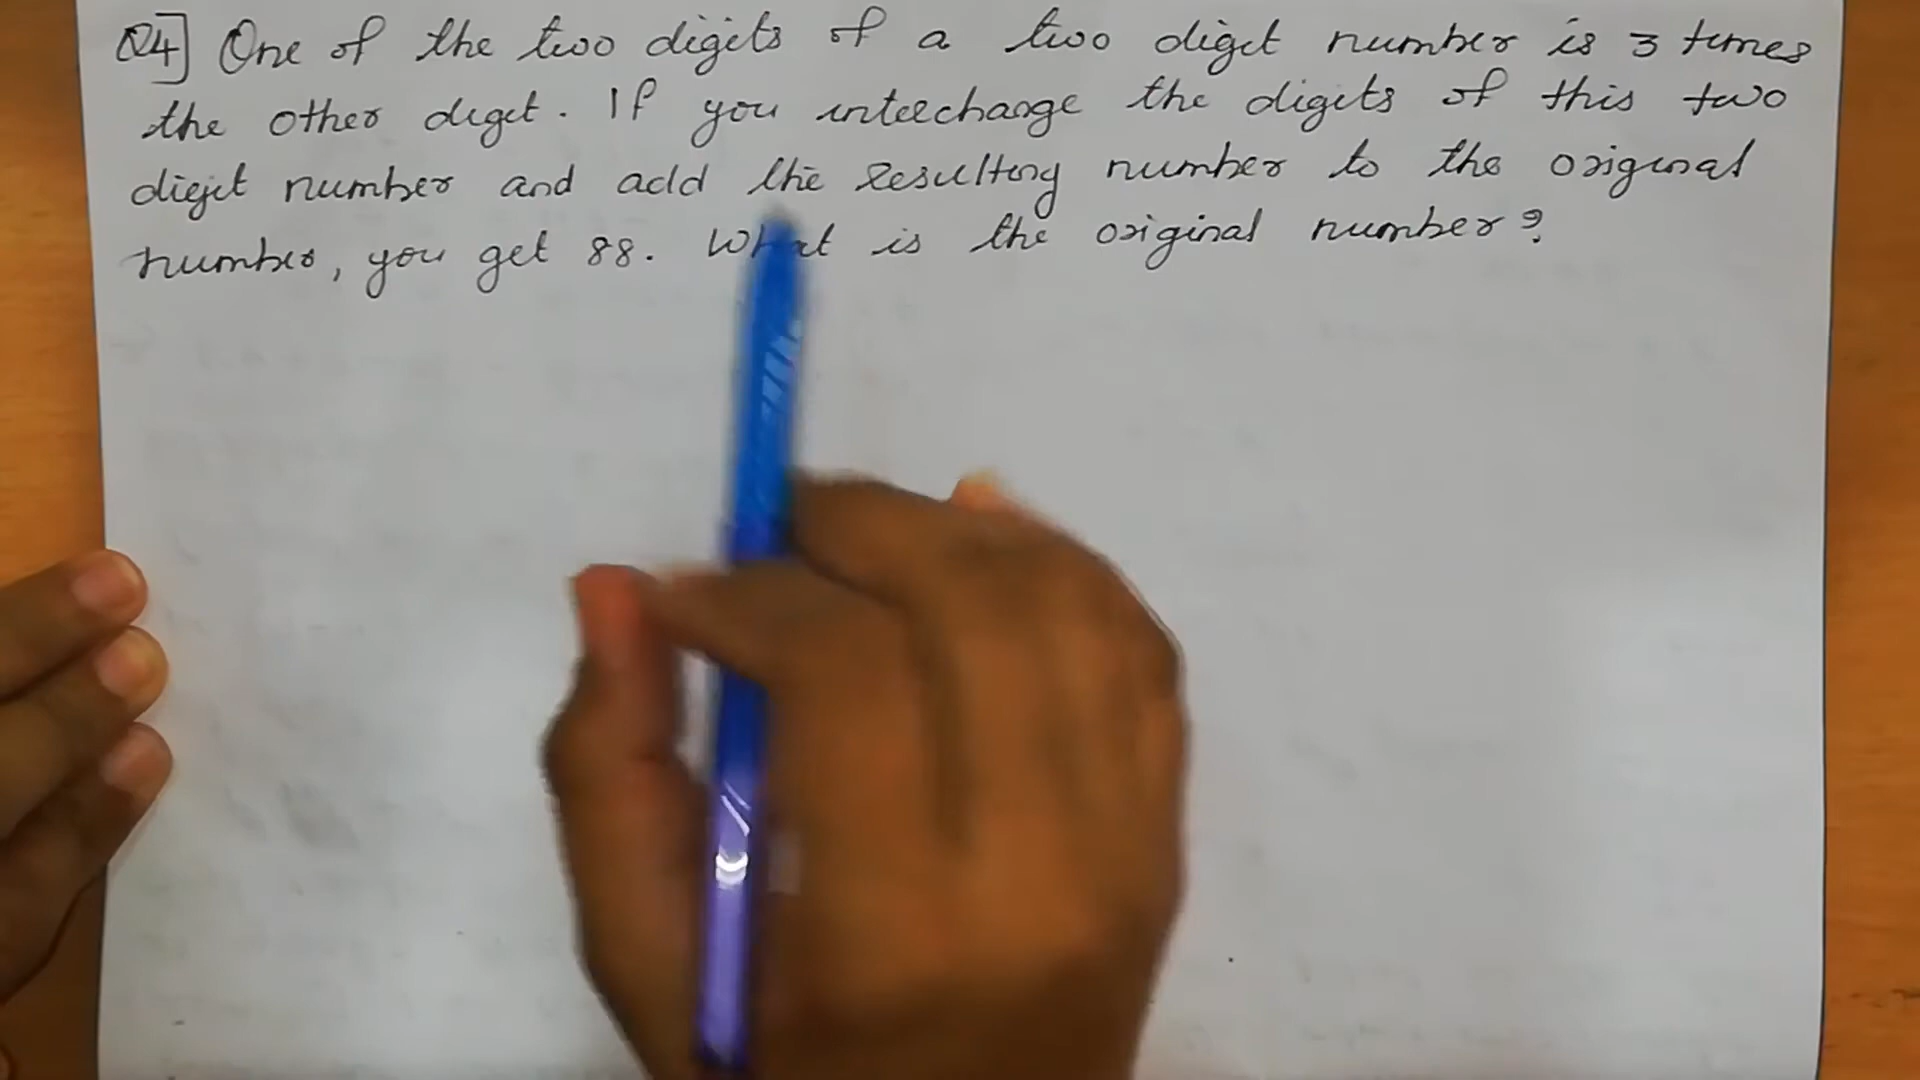 Q4] One of the two digits of a two digit number is 3 times
the other digit. If you interchange the digits of this two
digit number and add the resulting number to the original
number, you get 88. What is the original number?